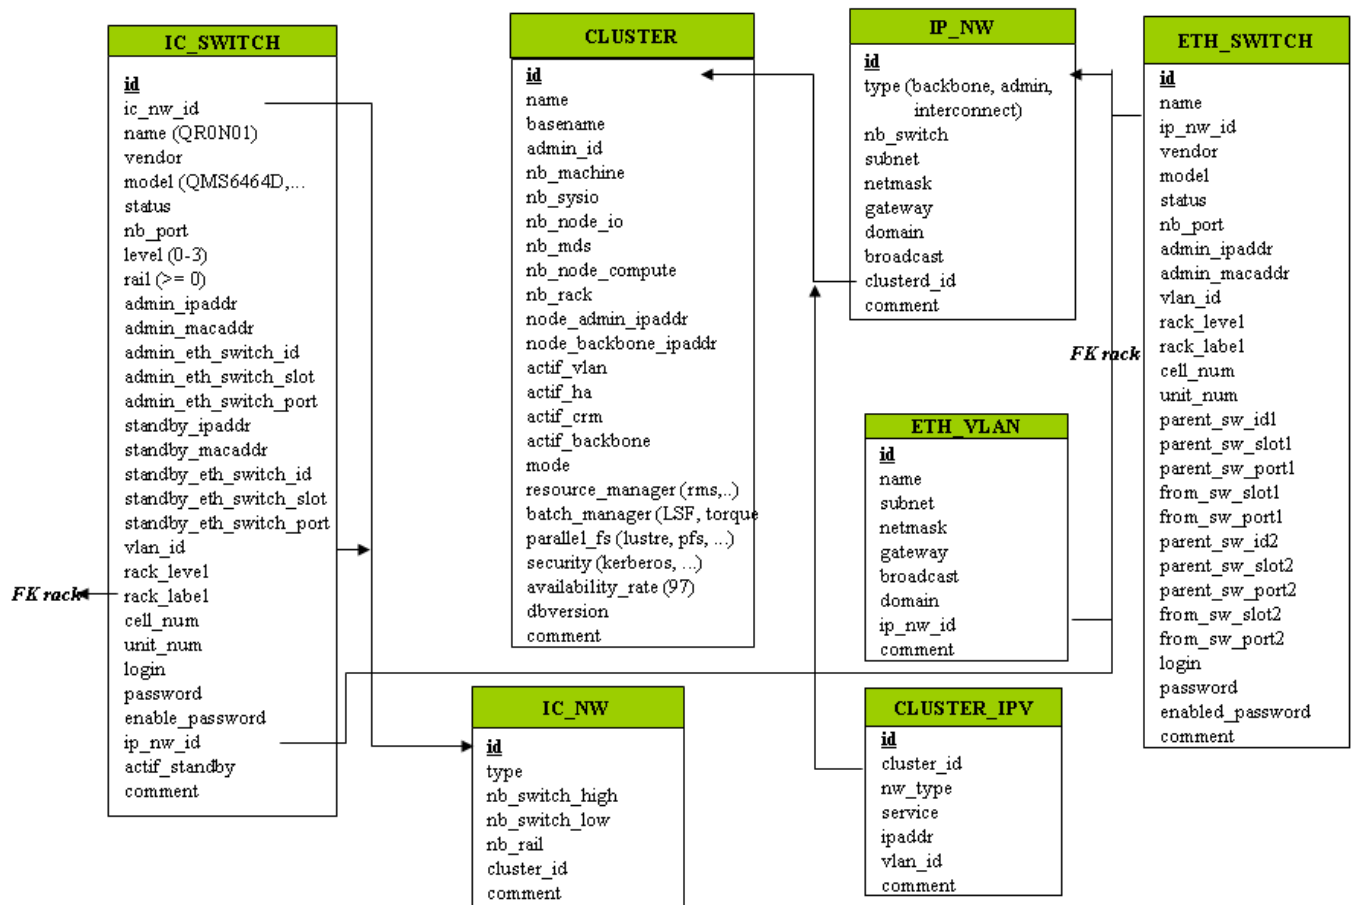 IC_SWITCH
id
ic_nw_id
name (QR0N01)
vendor
model (QMS6464D,...
status
nb_port
level (0-3)
rail (>= 0)
admin_ipaddr
admin_macaddr
admin_eth_switch_id
admin_eth_switch_slot
admin_eth_switch_port
standby_ipaddr
standby_macaddr
standby_eth_switch_id
standby_eth_switch_slot
standby_eth_switch_port
vlan_id
rack_level
rack_label
cell_num
unit_num
login
password
enable_password
ip_nw_id
actif_standby
comment
FK rack
CLUSTER
id
name
basename
admin_id
nb_machine
nb_sysio
nb_node_io
nb_mds
nb_node_compute
nb_rack
node_admin_ipaddr
node_backbone_ipaddr
actif_vlan
actif_ha
actif_crm
actif_backbone
mode
resource_manager (rms,..)
batch_manager (LSF, torque
parallel_fs (lustre, pfs, ...)
security (kerberos, ...)
availability_rate (97)
dbversion
comment
IC_NW
id
type
nb_switch_high
nb_switch_low
nb_rail
cluster_id
comment
IP_NW
id
type (backbone, admin,
interconnect)
nb_switch
subnet
netmask
gateway
domain
broadcast
clusterd_id
comment
ETH_VLAN
id
name
subnet
netmask
gateway
broadcast
domain
ip_nw_id
comment
CLUSTER_IPV
id
cluster_id
nw_type
service
ipaddr
vlan_id
comment
FK rack
ETH_SWITCH
id
name
ip_nw_id
vendor
model
status
nb_port
admin_ipaddr
admin_macaddr
vlan_id
rack_level
rack_label
cell_num
unit_num
parent_sw_id1
parent_sw_slot1
parent_sw_port1
from_sw_slot1
from_sw_port1
parent_sw_id2
parent_sw_slot2
parent_sw_port2
from_sw_slot2
from_sw_port2
login
password
enabled_password
comment